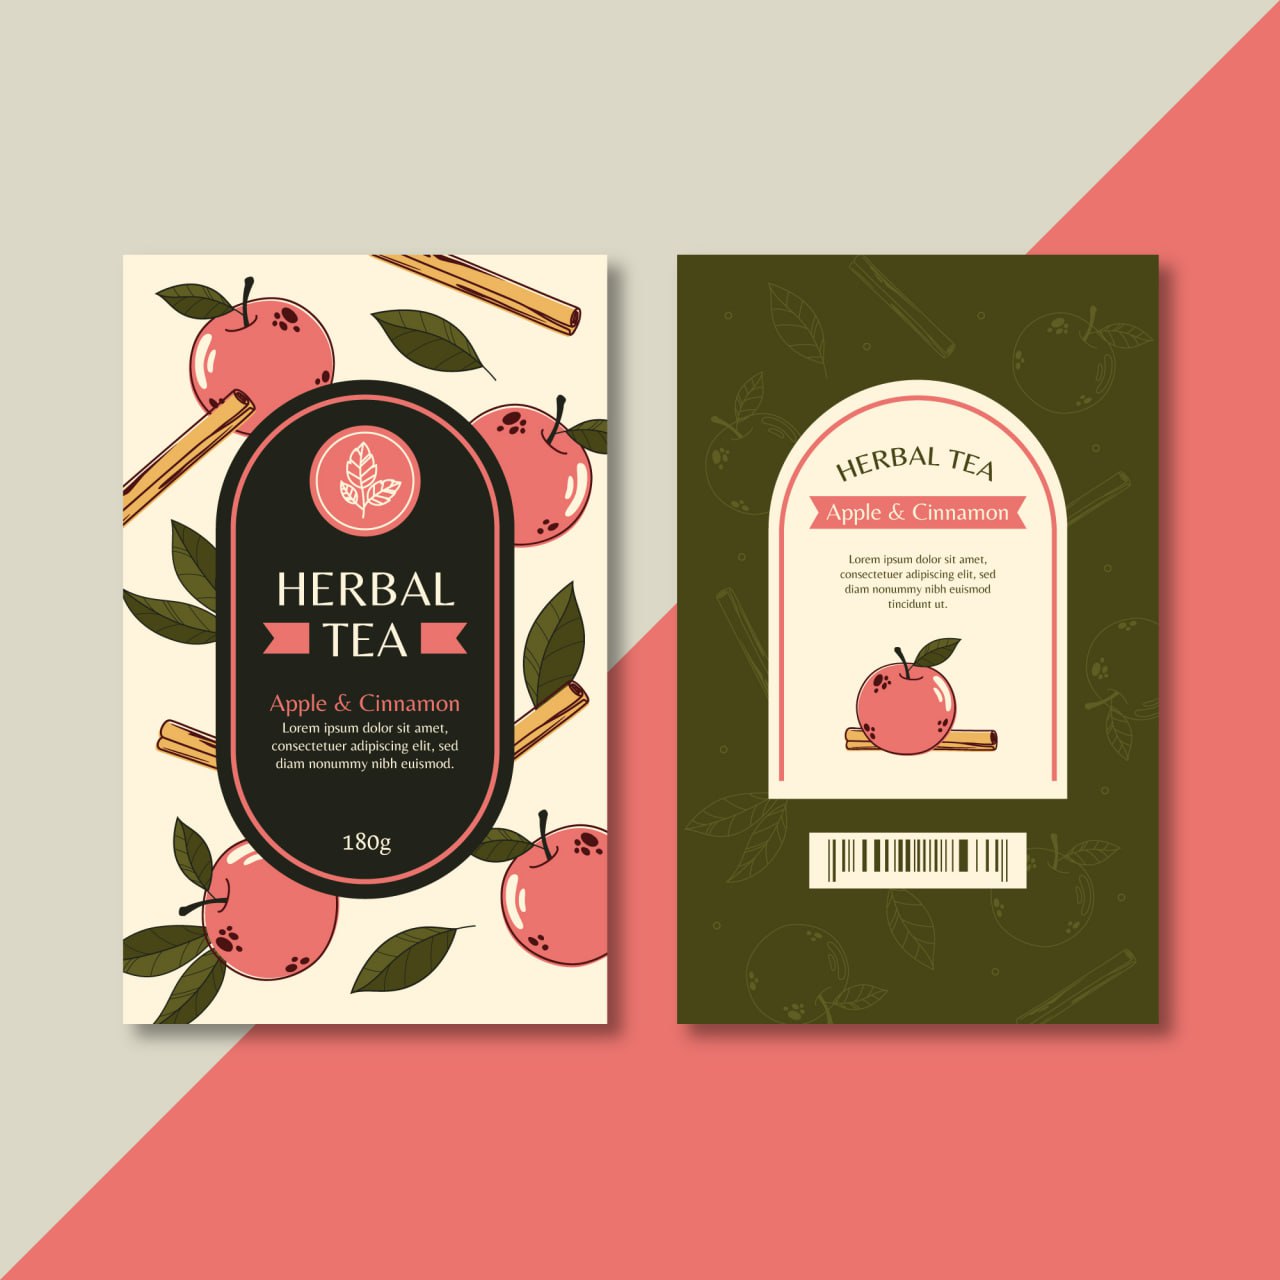 HERBAL
TEA
Apple & Cinnamon
Lorem ipsum dolor sit amet,
consectetuer adipiscing elit, sed
diam nonummy nibh euismod.
180g
HERBAL TEA
Apple & Cinnamon
Lorem ipsum dolor sit amet,
consectetuer adipiscing elit, sed
diam nonummy nibh euismod
tincidunt ut.